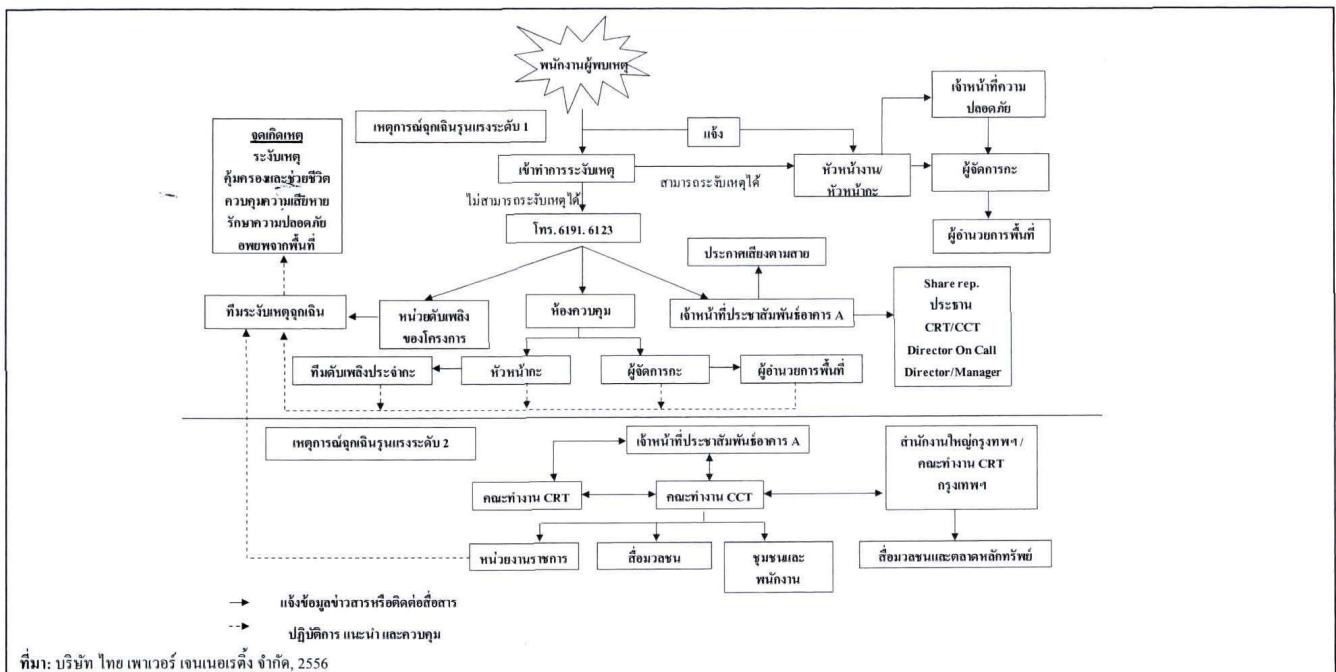 พนักงานผู้พบเหตุ
เจ้าหน้าที่ความ
ปลอดภัย
จุดเกิดเหตุ
ระงับเหตุ
คุ้มครองและช่วยชีวิต
ควบคุมความเสียหาย
รักษาความปลอดภัย
อพยพจากพื้นที่
เหตุการณ์ฉุกเฉินรุนแรงระดับ 1
แจ้ง
เข้าทำการระงับเหตุ
สามารถระงับเหตุได้
หัวหน้างาน/
หัวหน้ากะ
ผู้จัดการกะ
ไม่สามารถระงับเหตุได้
โทร. 6191. 6123
ผู้อำนวยการพื้นที่
ประกาศเสียงตามสาย
ทีมระงับเหตุฉุกเฉิน
หน่วยดับเพลิง
ของโครงการ
ห้องควบคุม
เจ้าหน้าที่ประชาสัมพันธ์อาคาร A
Share rep.
ประธาน
CRT/CCT
Director On Call
Director/Manager
ทีมดับเพลิงประจำกะ
หัวหน้ากะ
ผู้จัดการกะ
ผู้อำนวยการพื้นที่
เหตุการณ์ฉุกเฉินรุนแรงระดับ 2
เจ้าหน้าที่ประชาสัมพันธ์อาคาร A
สำนักงานใหญ่กรุงเทพฯ /
คณะทำงาน CRT
กรุงเทพฯ
คณะทำงาน CRT
คณะทำงาน CCT
หน่วยงานราชการ
สื่อมวลชน
ชุมชนและ
พนักงาน
สื่อมวลชนและตลาดหลักทรัพย์
แจ้งข้อมูลข่าวสารหรือติดต่อสื่อสาร
ปฏิบัติการ แนะนำ และควบคุม
ที่มา: บริษัท ไทย เพาเวอร์ เจนเนอเรติ้ง จำกัด, 2556